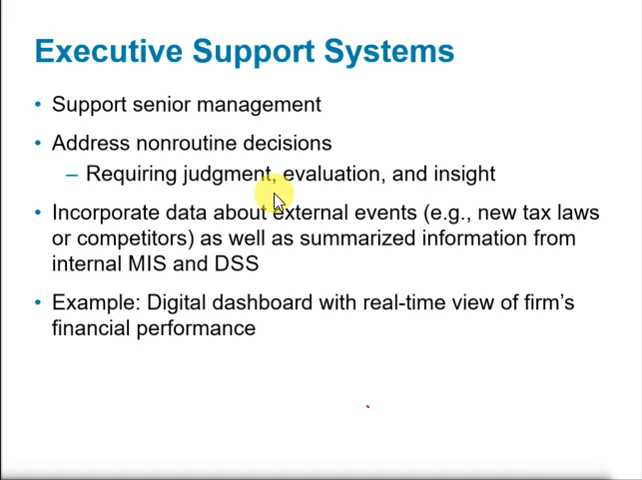 Executive Support Systems
• Support senior management
• Address nonroutine decisions
– Requiring judgment, evaluation, and insight
• Incorporate data about external events (e.g., new tax laws
or competitors) as well as summarized information from
internal MIS and DSS
• Example: Digital dashboard with real-time view of firm's
financial performance